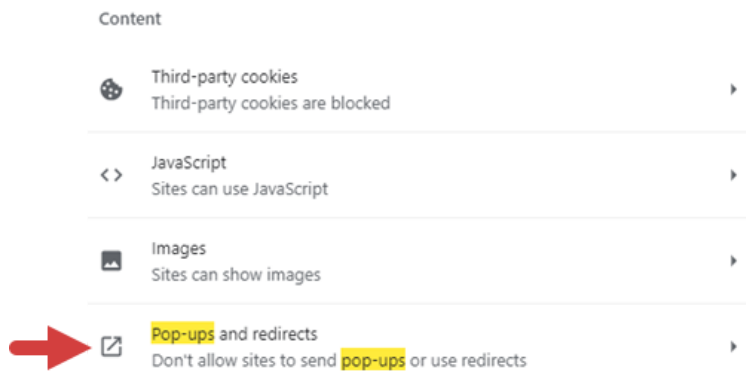 Content
Third-party cookies
Third-party cookies are blocked
JavaScript
Sites can use JavaScript
Images
Sites can show images
Pop-ups and redirects
Don't allow sites to send pop-ups or use redirects